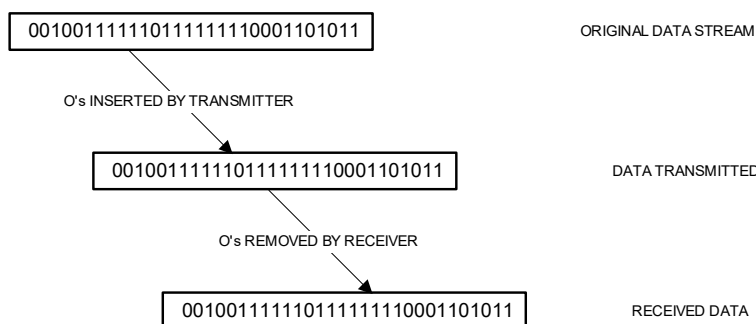 0010011111101111111110001101011
ORIGINAL DATA STREAM
O's INSERTED BY TRANSMITTER
0010011111101111111110001101011
DATA TRANSMITTED
O's REMOVED BY RECEIVER
0010011111101111111110001101011
RECEIVED DATA